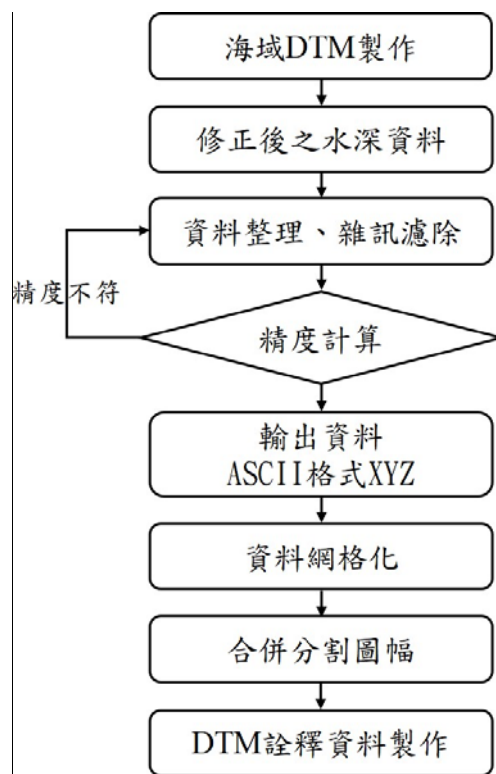 海域DTM製作
修正後之水深資料
資料整理、雜訊濾除
精度不符
精度計算
輸出資料
ASCII格式XYZ
資料網格化
合併分割圖幅
DTM詮釋資料製作